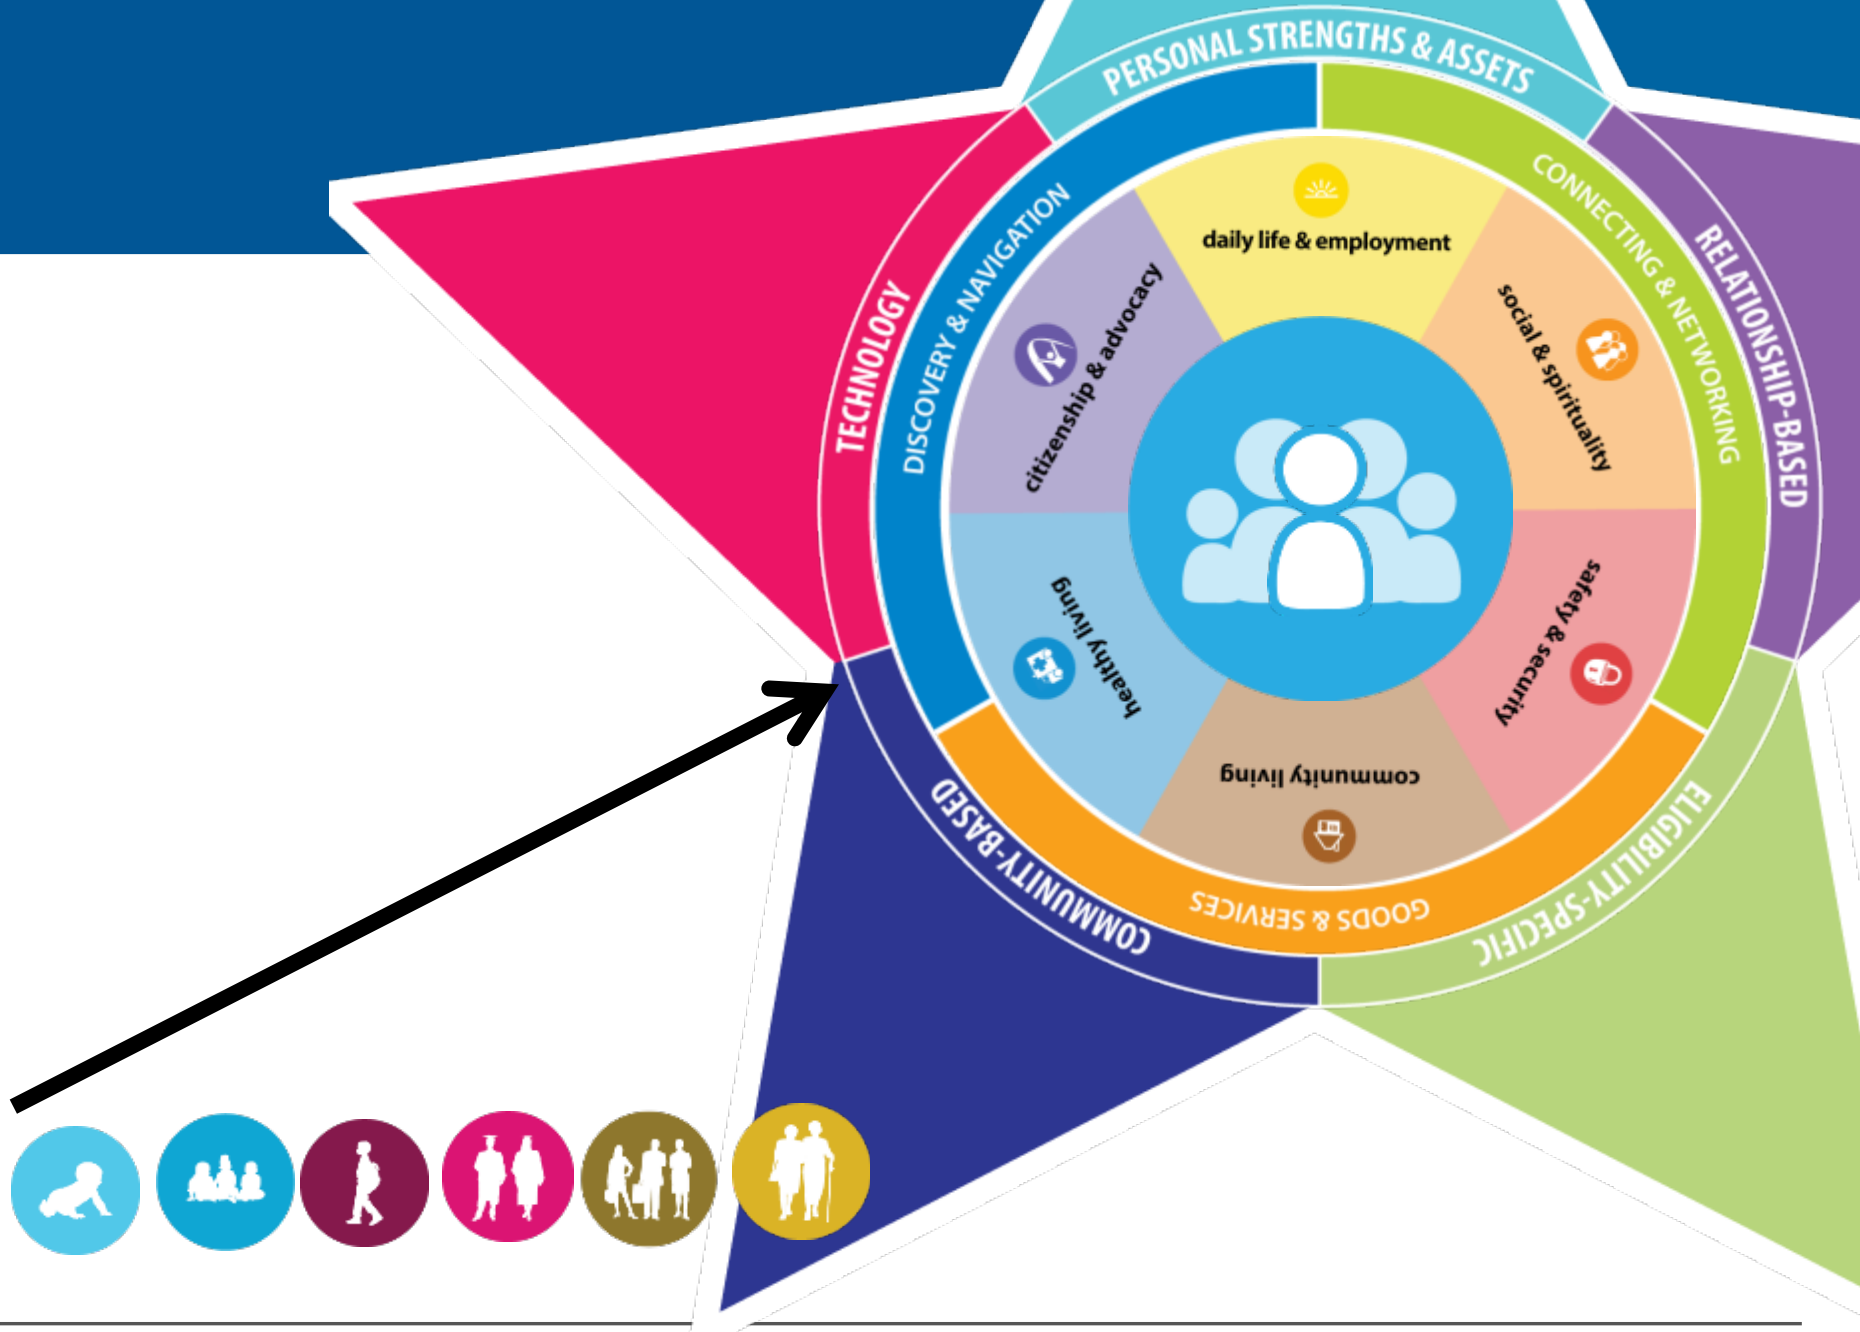 PERSONAL STRENGTHS & ASSETS
TECHNOLOGY
RELATIONSHIP-BASED
COMMUNITY-BASED
ELIGIBILITY-SPECIFIC
DISCOVERY & NAVIGATION
CONNECTING & NETWORKING
GOODS & SERVICES
daily life & employment
social & spirituality
safety & security
community living
healthy living
citizenship & advocacy